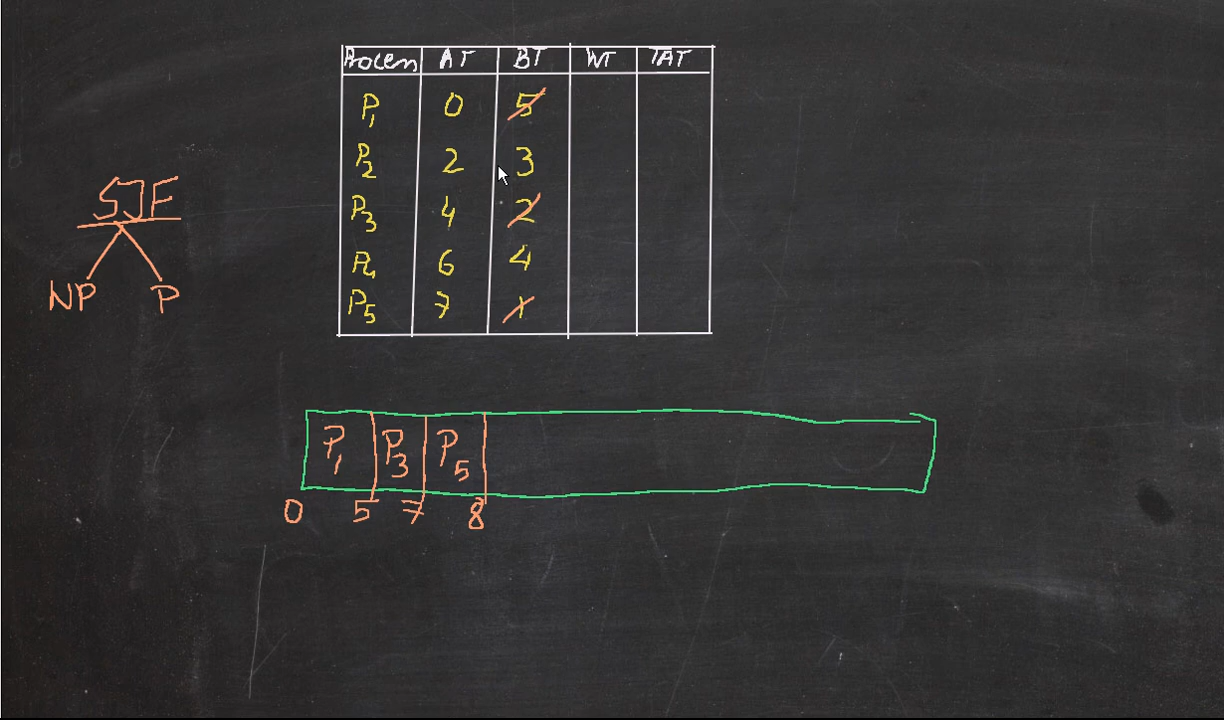 Process AT BT WT TAT
P1 0 5
P2 2 3
SJF
P3 4 2
P4 6 4
NP P
P5 7 1
P1 P3 P5
0 5 7 8